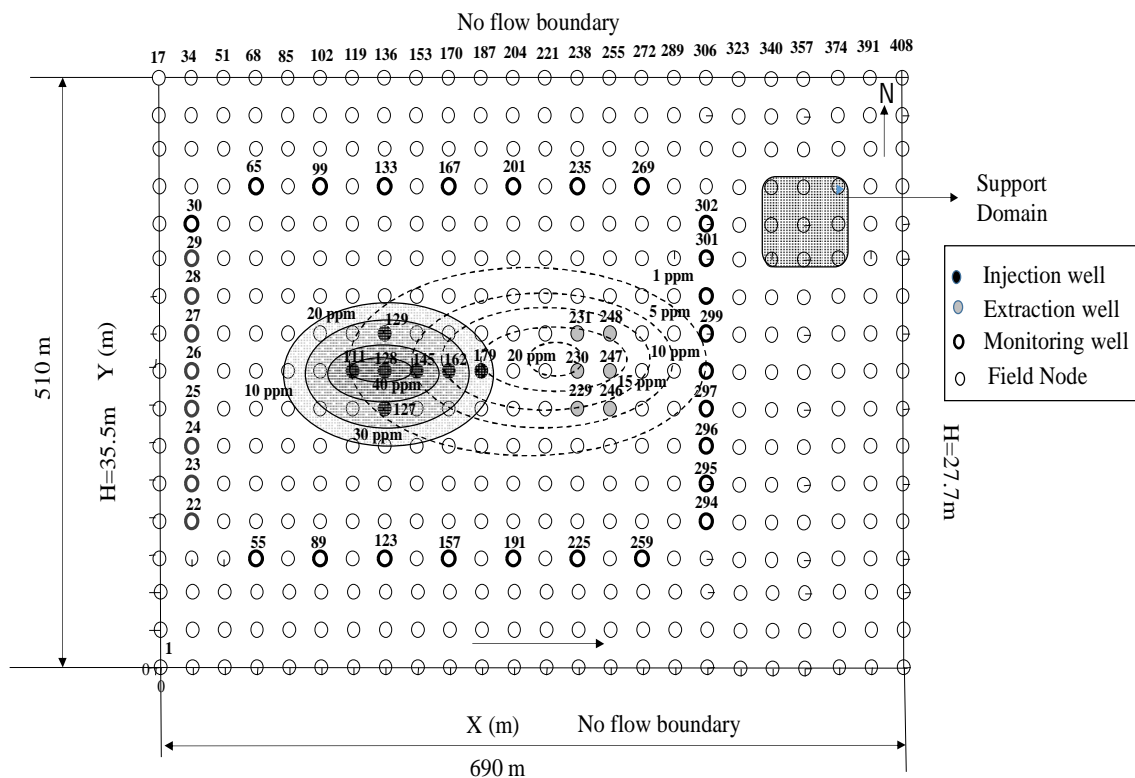 No flow boundary
17 34 51 68 85 102 119 136 153 170 187 204 221 238 255 272 289 306 323 340 357 374 391 408
N
65 99 133 167 201 235 269
Support
Domain
30 302
29 301
28 1 ppm
Injection well
Extraction well
Monitoring well
Field Node
20 ppm 5 ppm
27 129 231 248 299
26 111 128 145 162 179 20 ppm 230 247 10 ppm
40 ppm 15 ppm
10 ppm
25 127 229 246 297
30 ppm
24 296
23 295
22 294
55 89 123 157 191 225 259
1
0
0
510 m
H=35.5m Y (m)
H=27.7m
X (m) No flow boundary
690 m